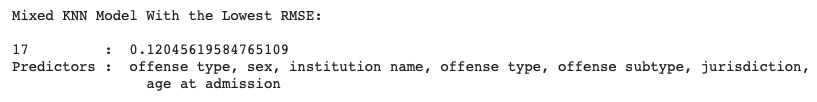 Mixed KNN Model With the Lowest RMSE:
17 : 0.12045619584765109
Predictors : offense type, sex, institution name, offense type, offense subtype, jurisdiction,
age at admission